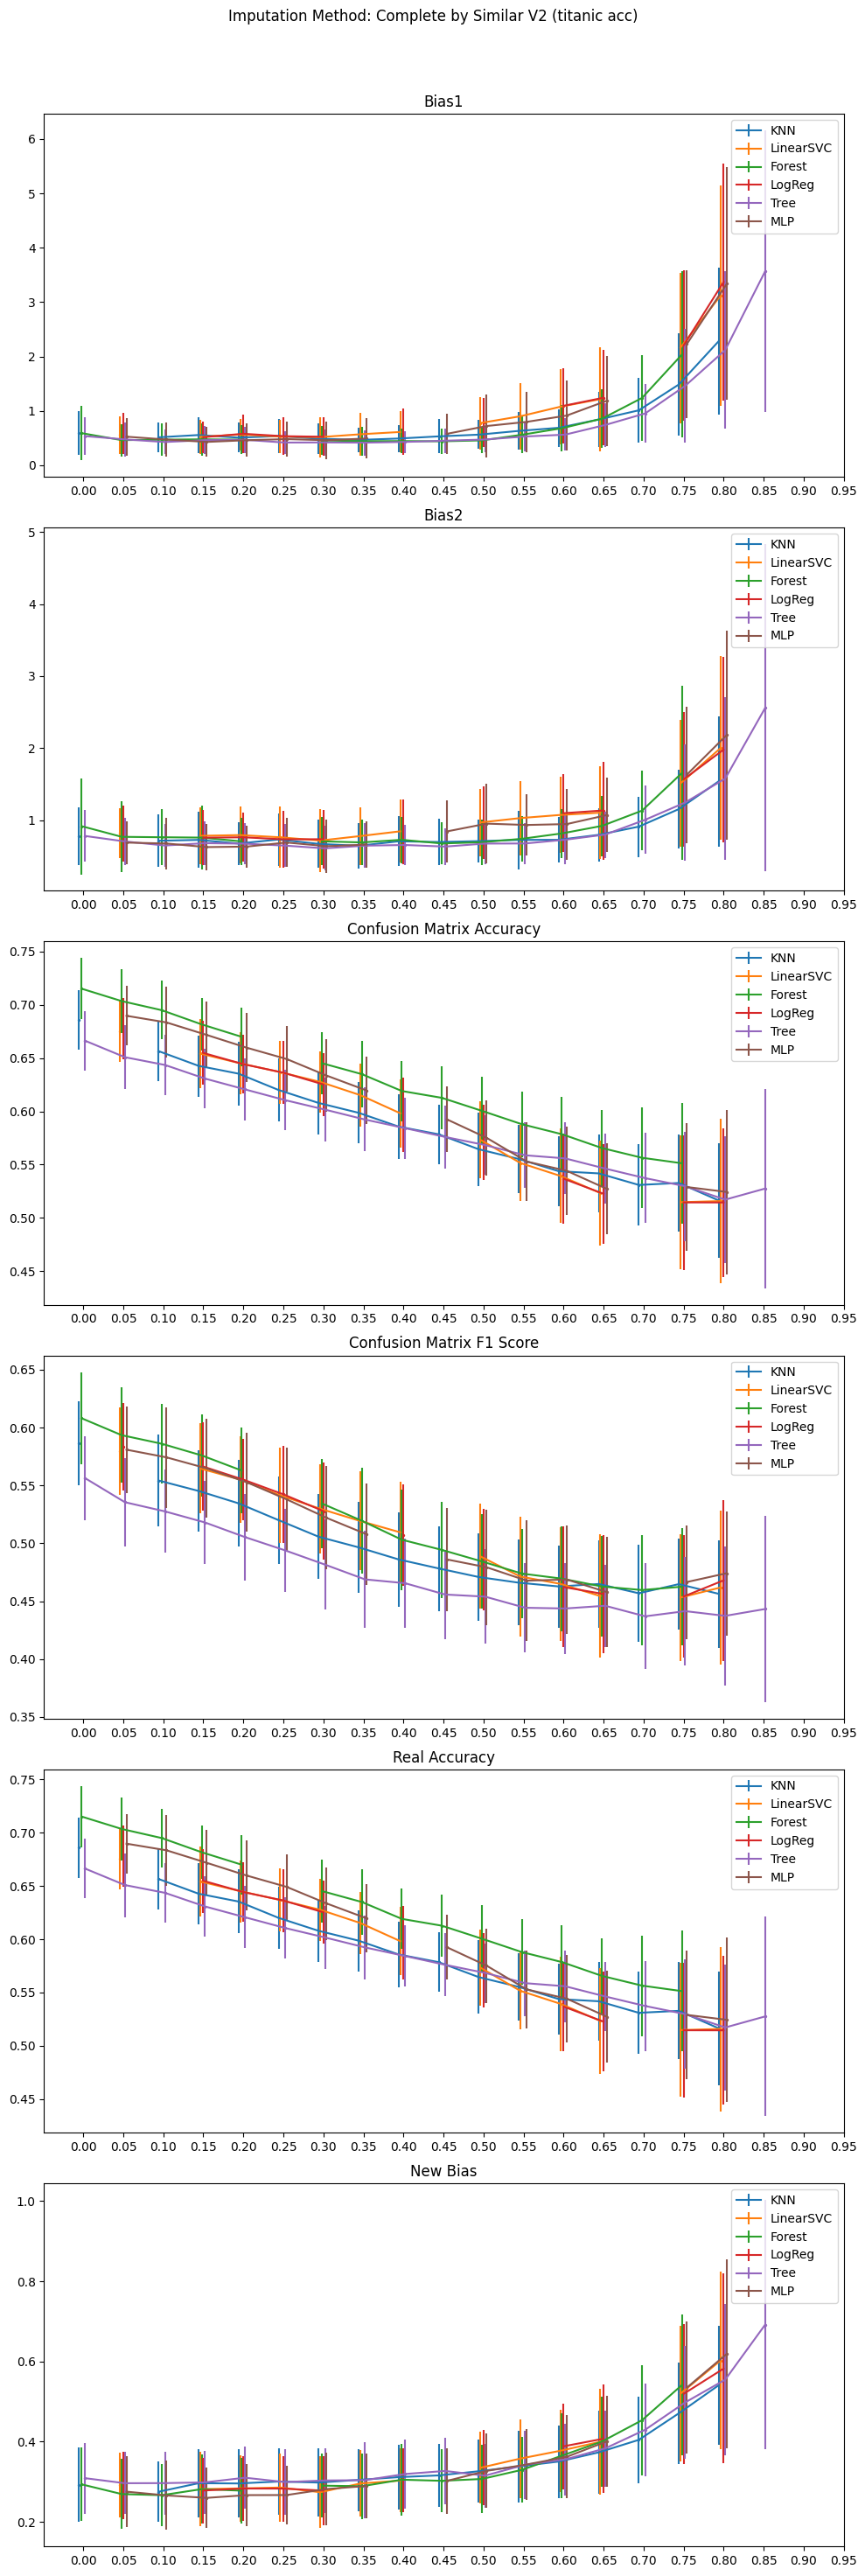 Imputation Method: Complete by Similar V2 (titanic acc)
Bias1
6
5
4
3
2
1
0
KNN
LinearSVC
Forest
LogReg
Tree
MLP
0.00 0.05 0.10 0.15 0.20 0.25 0.30 0.35 0.40 0.45 0.50 0.55 0.60 0.65 0.70 0.75 0.80 0.85 0.90 0.95
Bias2
5
4
3
2
1
KNN
LinearSVC
Forest
LogReg
Tree
MLP
0.00 0.05 0.10 0.15 0.20 0.25 0.30 0.35 0.40 0.45 0.50 0.55 0.60 0.65 0.70 0.75 0.80 0.85 0.90 0.95
Confusion Matrix Accuracy
0.75
0.70
0.65
0.60
0.55
0.50
0.45
KNN
LinearSVC
Forest
LogReg
Tree
MLP
0.00 0.05 0.10 0.15 0.20 0.25 0.30 0.35 0.40 0.45 0.50 0.55 0.60 0.65 0.70 0.75 0.80 0.85 0.90 0.95
Confusion Matrix F1 Score
0.65
0.60
0.55
0.50
0.45
0.40
0.35
KNN
LinearSVC
Forest
LogReg
Tree
MLP
0.00 0.05 0.10 0.15 0.20 0.25 0.30 0.35 0.40 0.45 0.50 0.55 0.60 0.65 0.70 0.75 0.80 0.85 0.90 0.95
Real Accuracy
0.75
0.70
0.65
0.60
0.55
0.50
0.45
KNN
LinearSVC
Forest
LogReg
Tree
MLP
0.00 0.05 0.10 0.15 0.20 0.25 0.30 0.35 0.40 0.45 0.50 0.55 0.60 0.65 0.70 0.75 0.80 0.85 0.90 0.95
New Bias
1.0
0.8
0.6
0.4
0.2
KNN
LinearSVC
Forest
LogReg
Tree
MLP
0.00 0.05 0.10 0.15 0.20 0.25 0.30 0.35 0.40 0.45 0.50 0.55 0.60 0.65 0.70 0.75 0.80 0.85 0.90 0.95